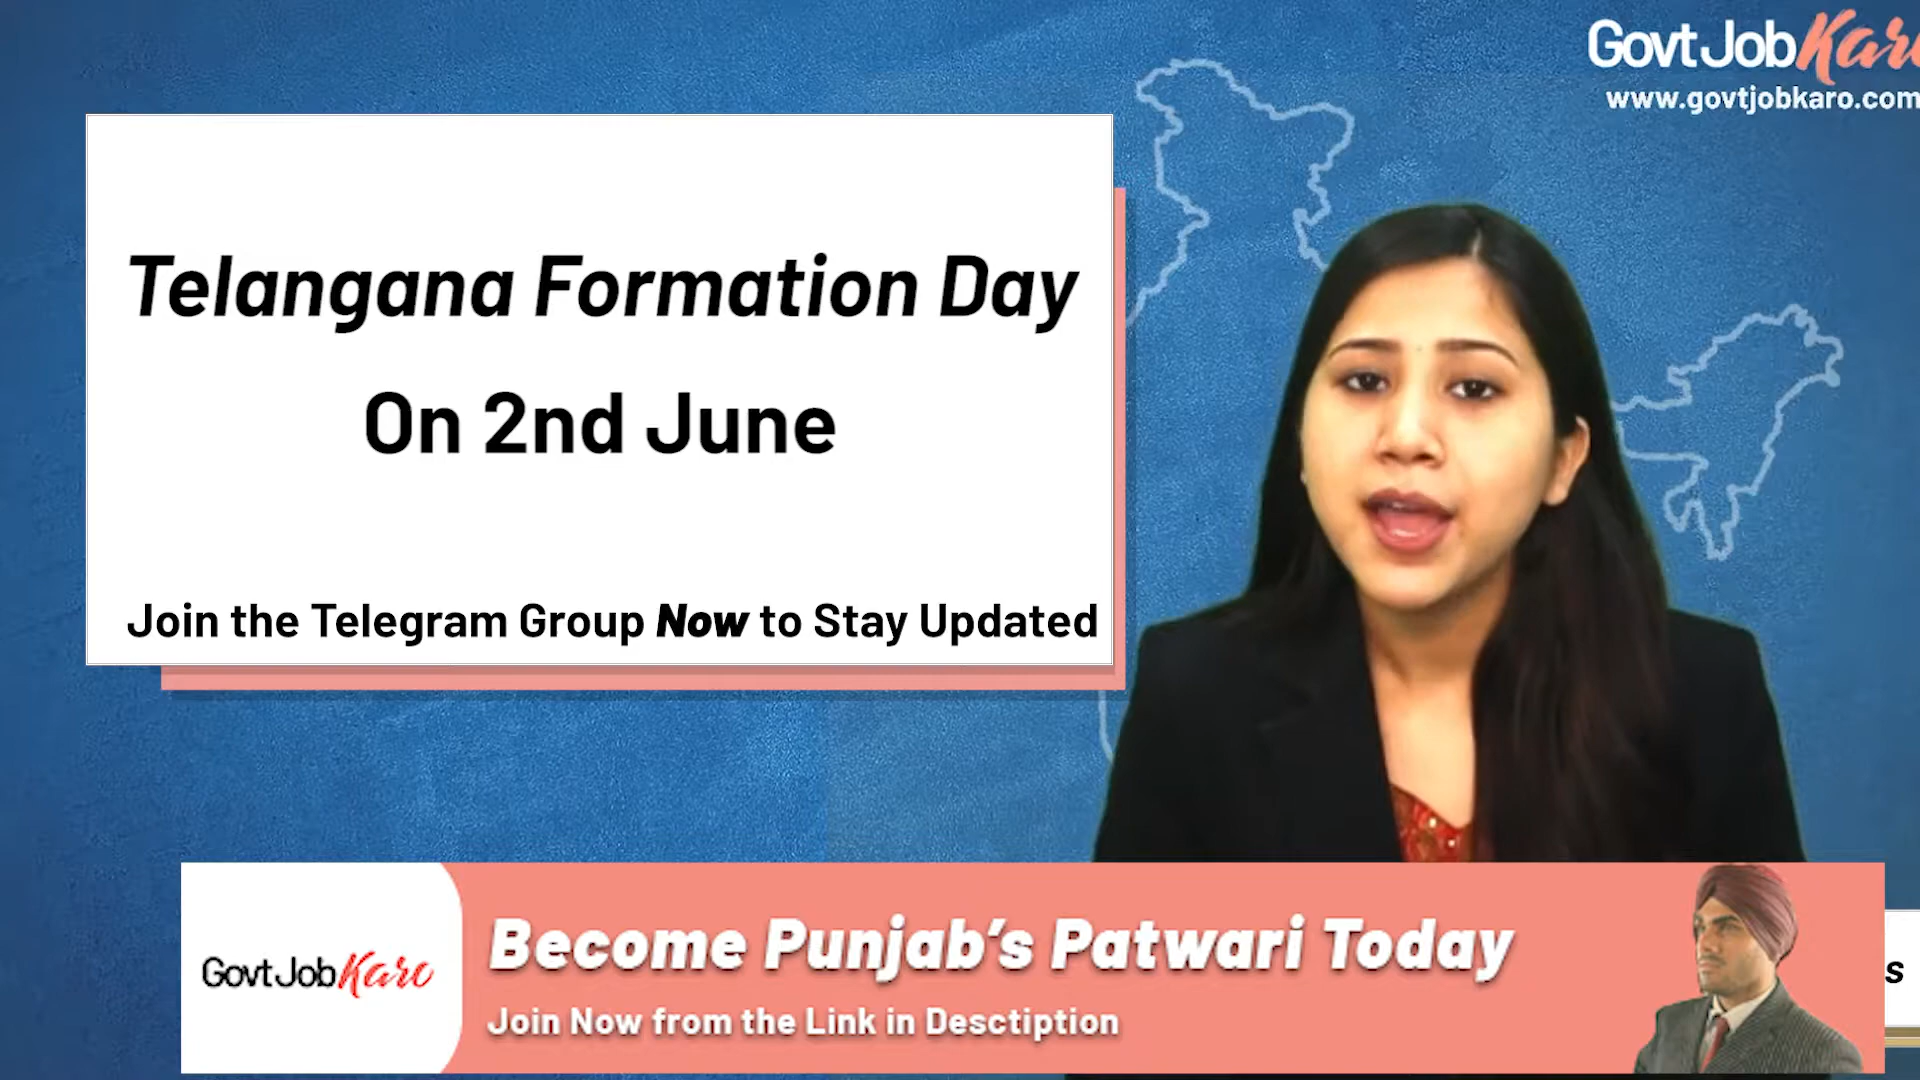 GovtJobKaro
www.govtjobkaro.com
Telangana Formation Day
On 2nd June
Join the Telegram Group Now to Stay Updated
GovtJobKaro
Become Punjab's Patwari Today
Join Now from the Link in Desctiption
s